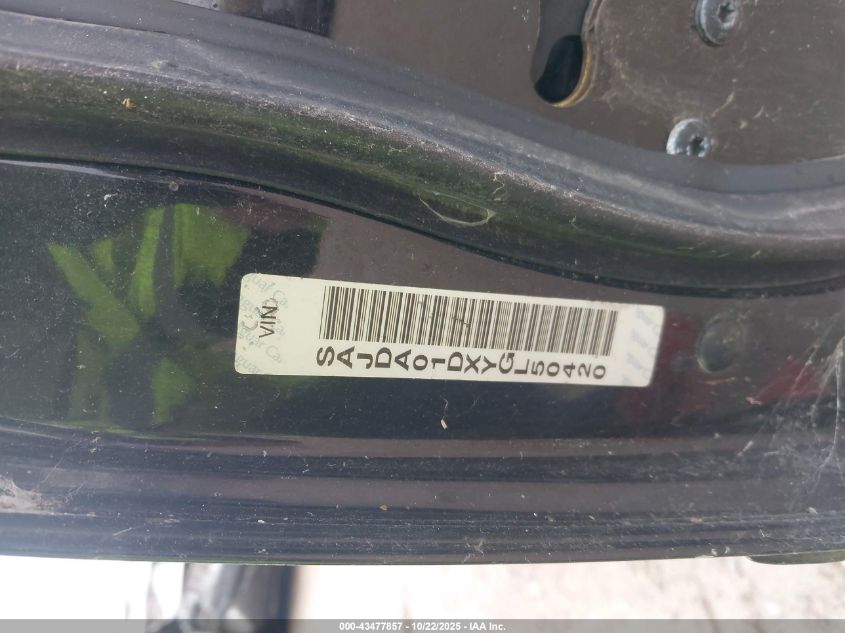 VIN
SAJDA01DXYGL50420
000-43477857 - 10/22/2025 - IAA Inc.